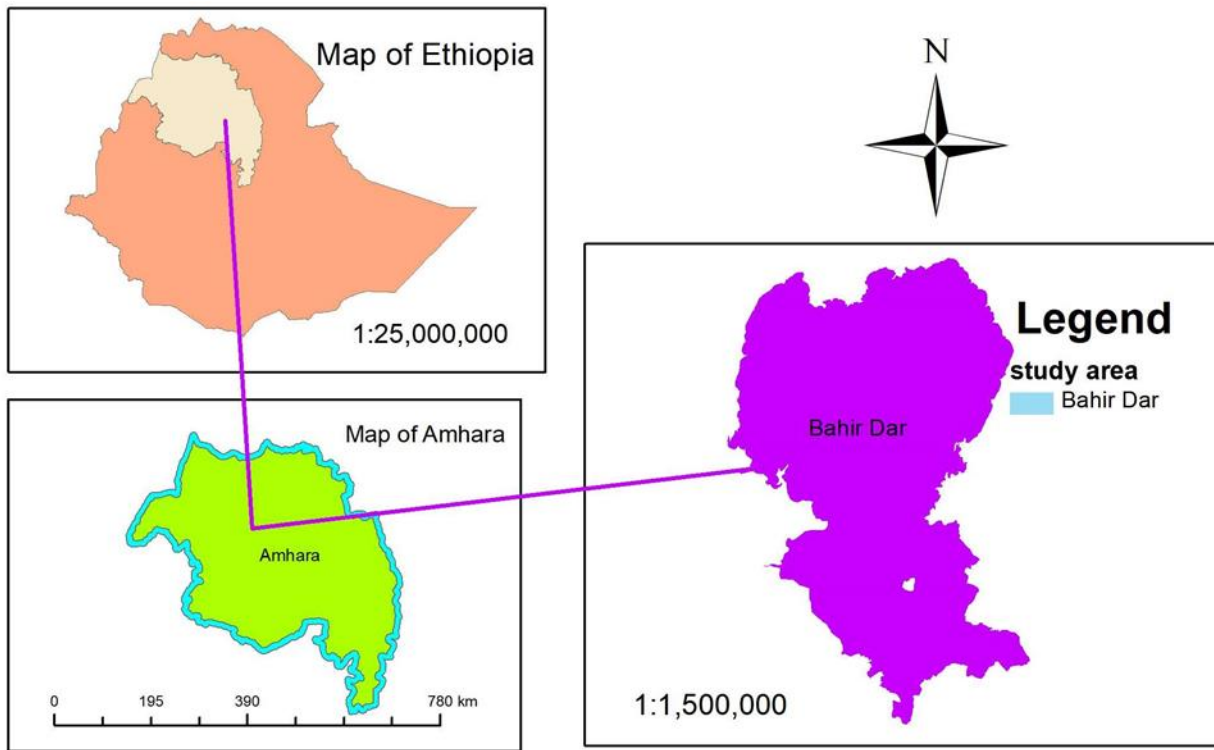 Map of Ethiopia
1:25,000,000
N
Map of Amhara
Amhara
0 195 390 780 km
Legend
study area
Bahir Dar
Bahir Dar
1:1,500,000